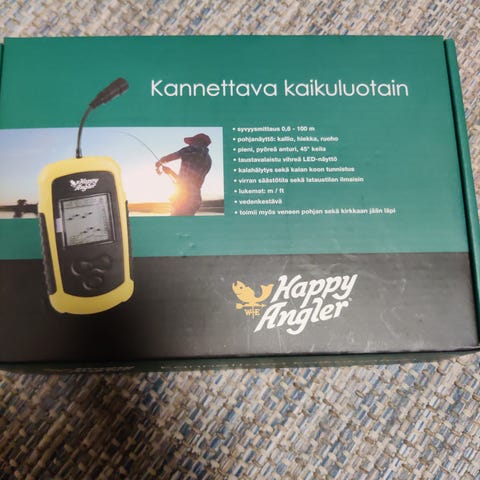 Kannettava kaikuluotain
• syvyysmittaus 0,6 - 100 m
• pohjanäyttö: kallio, hiekka, ruoho
• pieni, pyöreä anturi, 45° keila
• taustavalaistu vihreä LED-näyttö
• kalahälytys sekä kalan koon tunnistus
• virran säästötila sekä lataustilan ilmaisin
• lukemat: m / ft
• vedenkestävä
• toimii myös veneen pohjan sekä kirkkaan jään läpi
Happy
Angler
W E
Happy
Angler®